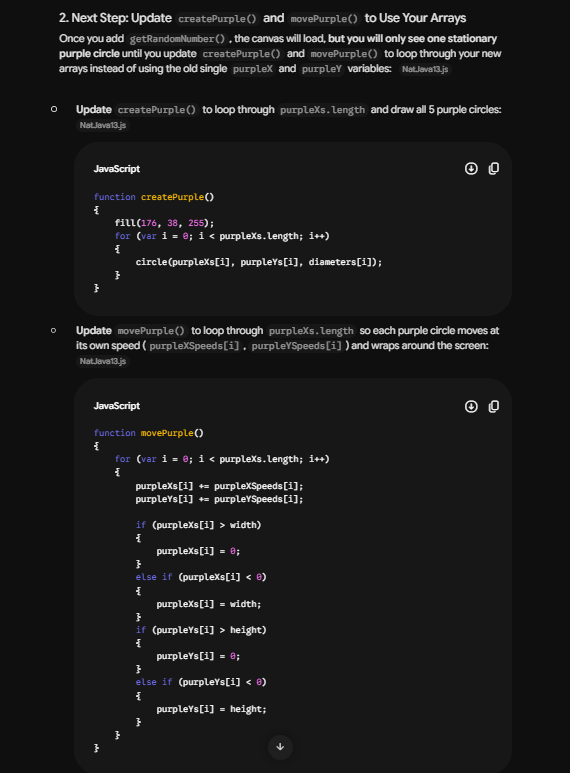 2. Next Step: Update createPurple() and movePurple() to Use Your Arrays
Once you add getRandomNumber(), the canvas will load, but you will only see one stationary
purple circle until you update createPurple() and movePurple() to loop through your new
arrays instead of using the old single purpleX and purpleY variables: NatJava13.js
Update createPurple() to loop through purpleXs.length and draw all 5 purple circles:
NatJava13.js
JavaScript
function createPurple()
{
    fill(176, 38, 255);
    for (var i = 0; i < purpleXs.length; i++)
    {
        circle(purpleXs[i], purpleYs[i], diameters[i]);
    }
}
Update movePurple() to loop through purpleXs.length so each purple circle moves at
its own speed (purpleXSpeeds[i], purpleYSpeeds[i]) and wraps around the screen:
NatJava13.js
JavaScript
function movePurple()
{
    for (var i = 0; i < purpleXs.length; i++)
    {
        purpleXs[i] += purpleXSpeeds[i];
        purpleYs[i] += purpleYSpeeds[i];
        if (purpleXs[i] > width)
        {
            purpleXs[i] = 0;
        }
        else if (purpleXs[i] < 0)
        {
            purpleXs[i] = width;
        }
        if (purpleYs[i] > height)
        {
            purpleYs[i] = 0;
        }
        else if (purpleYs[i] < 0)
        {
            purpleYs[i] = height;
        }
    }
}